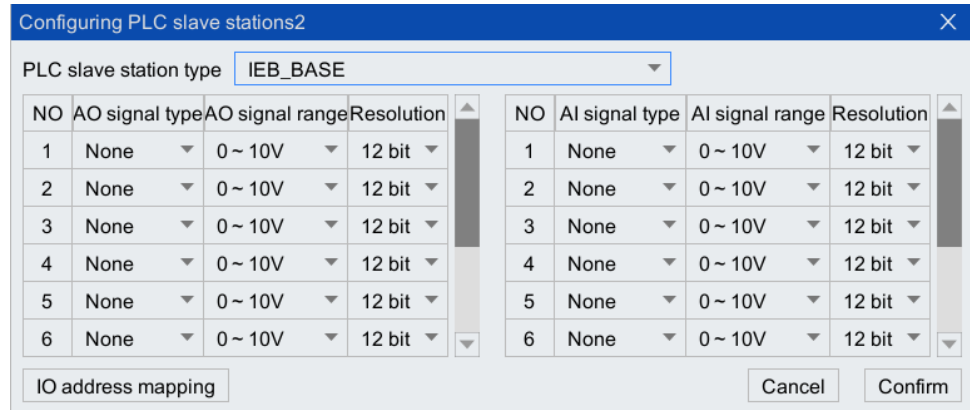 Configuring PLC slave stations2
PLC slave station type IEB_BASE
NO AO signal type AO signal range Resolution NO AI signal type AI signal range Resolution
1 None 0 ~ 10V 12 bit 1 None 0 ~ 10V 12 bit
2 None 0 ~ 10V 12 bit 2 None 0 ~ 10V 12 bit
3 None 0 ~ 10V 12 bit 3 None 0 ~ 10V 12 bit
4 None 0 ~ 10V 12 bit 4 None 0 ~ 10V 12 bit
5 None 0 ~ 10V 12 bit 5 None 0 ~ 10V 12 bit
6 None 0 ~ 10V 12 bit 6 None 0 ~ 10V 12 bit
IO address mapping Cancel Confirm